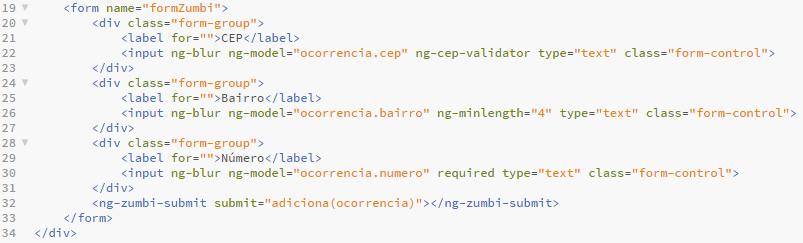 19 <form name="formZumbi">
20 <div class="form-group">
21 <label for="">CEP</label>
22 <input ng-blur ng-model="ocorrencia.cep" ng-cep-validator type="text" class="form-control">
23 </div>
24 <div class="form-group">
25 <label for="">Bairro</label>
26 <input ng-blur ng-model="ocorrencia.bairro" ng-minlength="4" type="text" class="form-control">
27 </div>
28 <div class="form-group">
29 <label for="">Número</label>
30 <input ng-blur ng-model="ocorrencia.numero" required type="text" class="form-control">
31 </div>
32 <ng-zumbi-submit submit="adiciona(ocorrencia)"></ng-zumbi-submit>
33 </form>
34 </div>